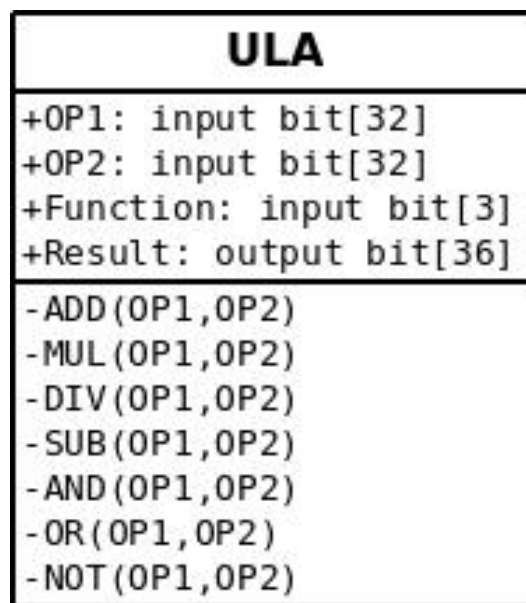 ULA
+OP1: input bit[32]
+OP2: input bit[32]
+Function: input bit[3]
+Result: output bit[36]
-ADD(OP1,OP2)
-MUL(OP1,OP2)
-DIV(OP1,OP2)
-SUB(OP1,OP2)
-AND(OP1,OP2)
-OR(OP1,OP2)
-NOT(OP1,OP2)